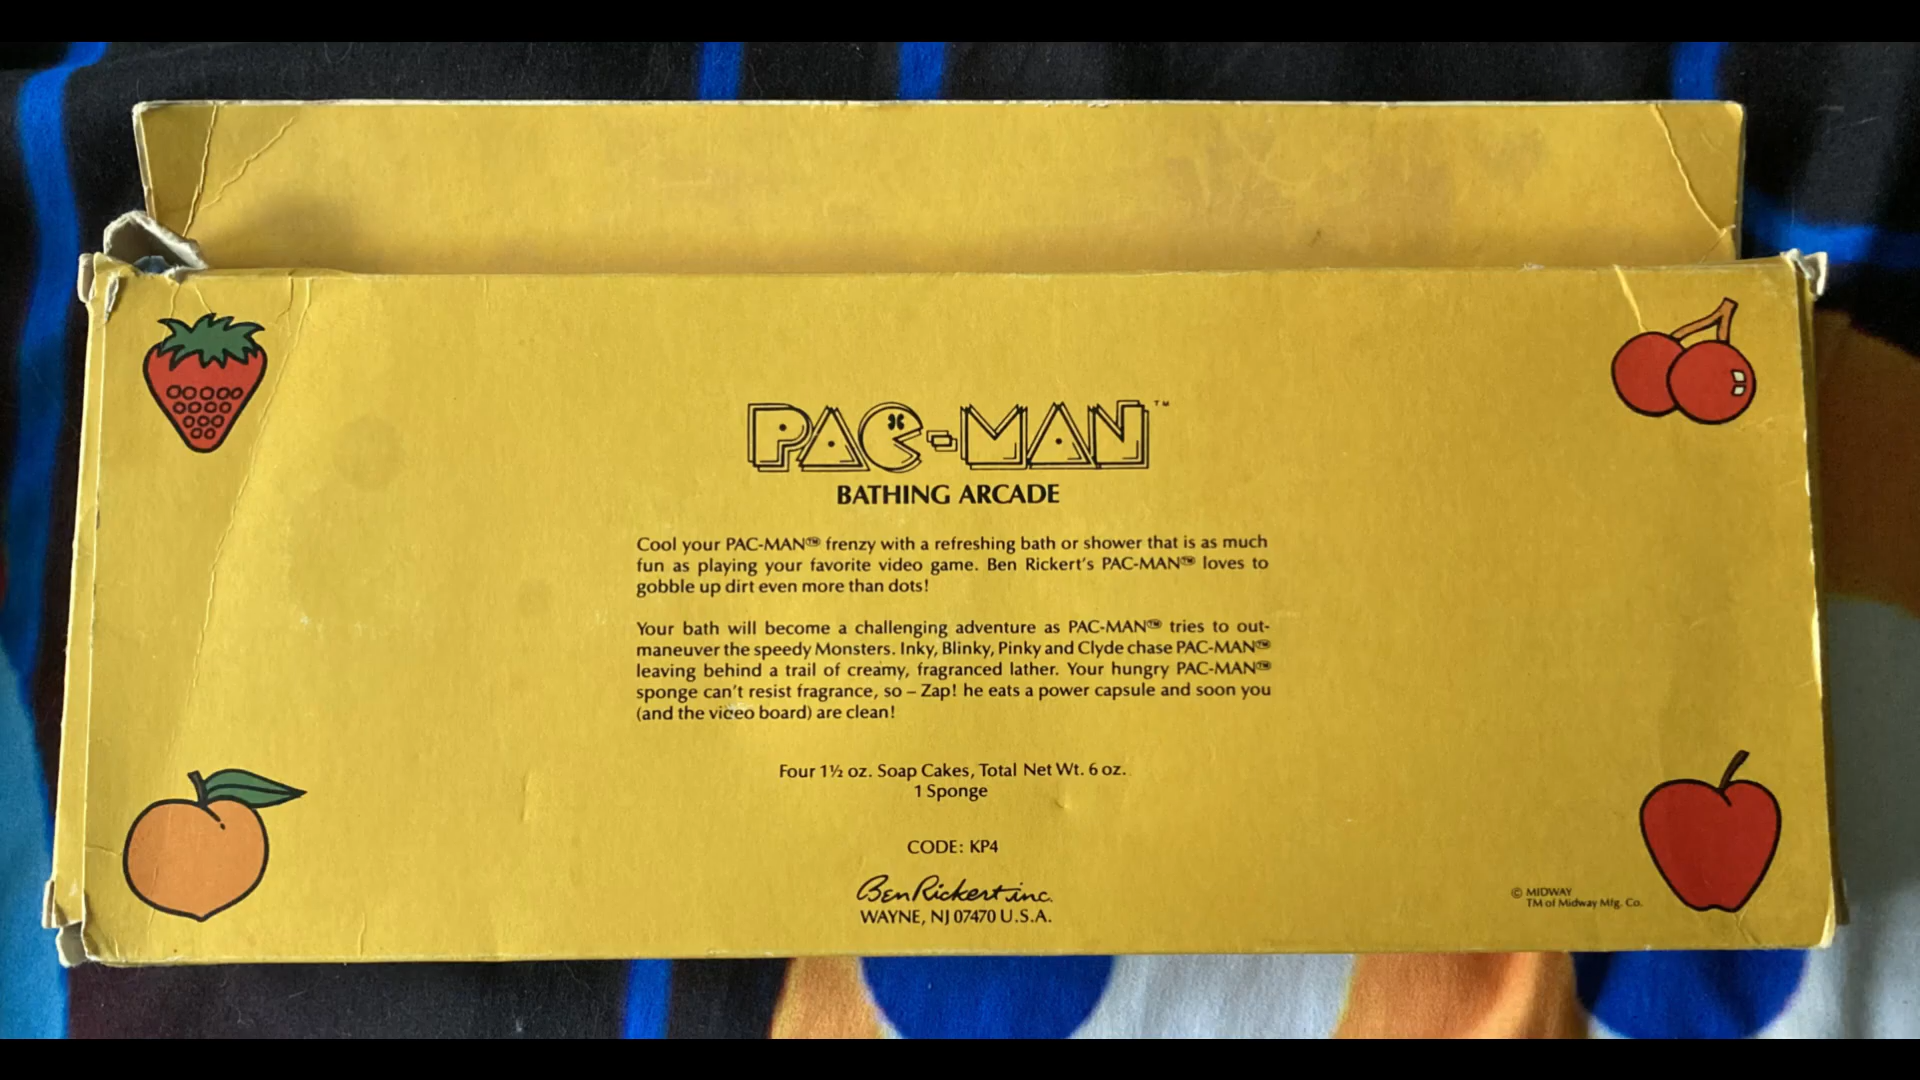 PAC-MAN™
BATHING ARCADE
Cool your PAC-MAN™ frenzy with a refreshing bath or shower that is as much
fun as playing your favorite video game. Ben Rickert's PAC-MAN™ loves to
gobble up dirt even more than dots!
Your bath will become a challenging adventure as PAC-MAN™ tries to out-
maneuver the speedy Monsters. Inky, Blinky, Pinky and Clyde chase PAC-MAN™
leaving behind a trail of creamy, fragranced lather. Your hungry PAC-MAN™
sponge can't resist fragrance, so – Zap! he eats a power capsule and soon you
(and the video board) are clean!
Four 1½ oz. Soap Cakes, Total Net Wt. 6 oz.
1 Sponge
CODE: KP4
Ben Rickert inc.
WAYNE, NJ 07470 U.S.A.
© MIDWAY
TM of Midway Mfg. Co.